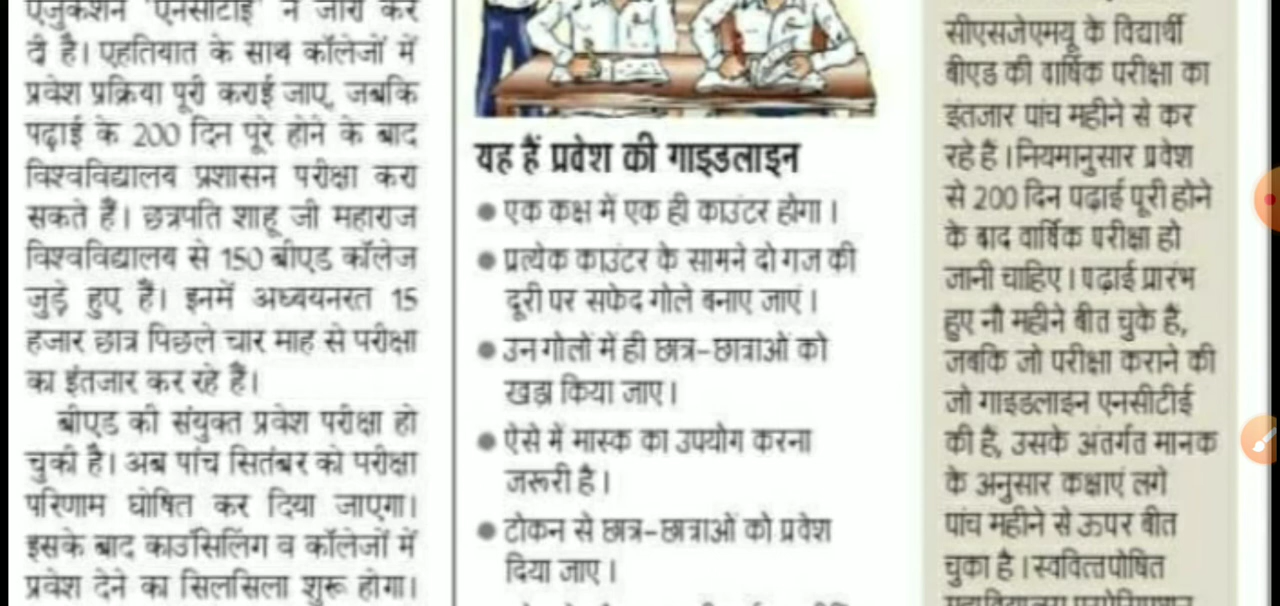 एजुकेशन 'एनसीटीई' ने जारी कर
दी है। एहतियात के साथ कॉलेजों में
प्रवेश प्रक्रिया पूरी कराई जाए, जबकि
पढ़ाई के 200 दिन पूरे होने के बाद
विश्वविद्यालय प्रशासन परीक्षा करा
सकते हैं। छत्रपति शाहू जी महाराज
विश्वविद्यालय से 150 बीएड कॉलेज
जुड़े हुए हैं। इनमें अध्ययनरत 15
हजार छात्र पिछले चार माह से परीक्षा
का इंतजार कर रहे हैं।
बीएड की संयुक्त प्रवेश परीक्षा हो
चुकी है। अब पांच सितंबर को परीक्षा
परिणाम घोषित कर दिया जाएगा।
इसके बाद काउंसिलिंग व कॉलेजों में
प्रवेश देने का सिलसिला शुरू होगा।
यह हैं प्रवेश की गाइडलाइन
● एक कक्ष में एक ही काउंटर होगा।
● प्रत्येक काउंटर के सामने दो गज की
दूरी पर सफेद गोले बनाए जाएं।
● उन गोलों में ही छात्र-छात्राओं को
खड़ा किया जाए।
● ऐसे में मास्क का उपयोग करना
जरूरी है।
● टोकन से छात्र-छात्राओं को प्रवेश
दिया जाए।
सीएसजेएमयू के विद्यार्थी
बीएड की वार्षिक परीक्षा का
इंतजार पांच महीने से कर
रहे हैं। नियमानुसार प्रवेश
से 200 दिन पढ़ाई पूरी होने
के बाद वार्षिक परीक्षा हो
जानी चाहिए। पढ़ाई प्रारंभ
हुए नौ महीने बीत चुके हैं,
जबकि जो परीक्षा कराने की
जो गाइडलाइन एनसीटीई
की हैं, उसके अंतर्गत मानक
के अनुसार कक्षाएं लगे
पांच महीने से ऊपर बीत
चुका है। स्ववित्तपोषित